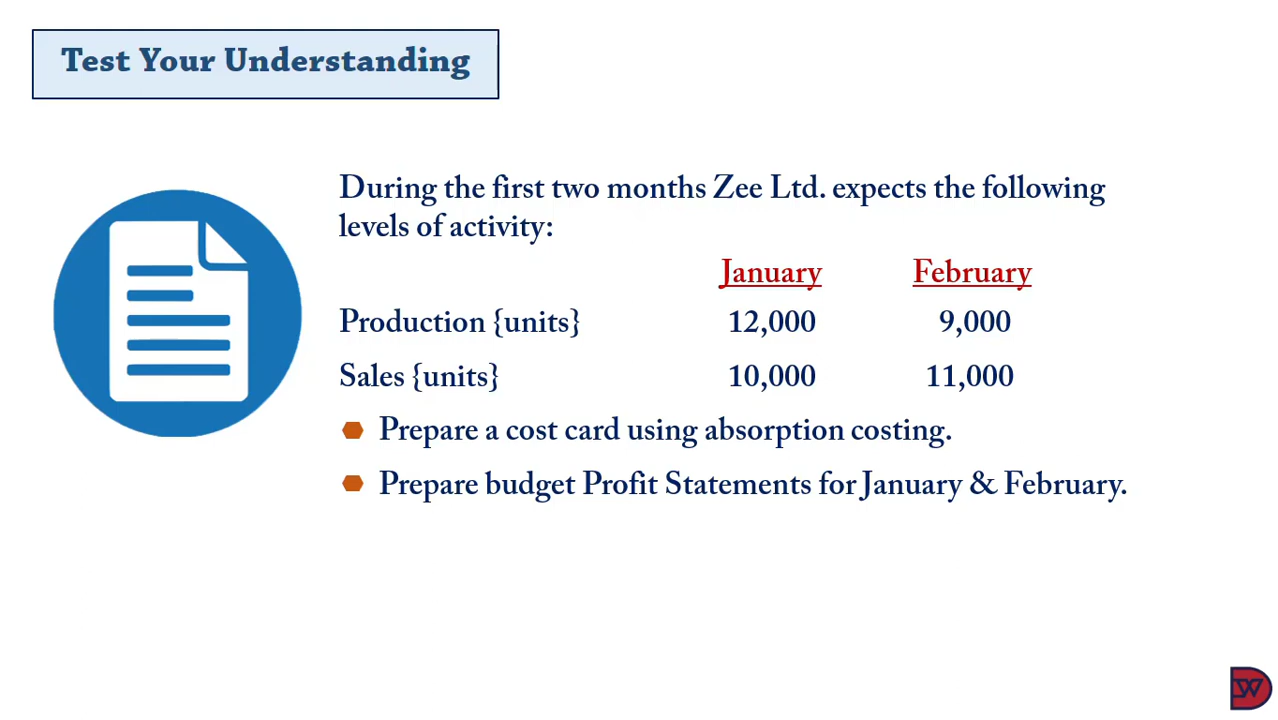 Test Your Understanding
During the first two months Zee Ltd. expects the following
levels of activity:
January February
Production {units} 12,000 9,000
Sales {units} 10,000 11,000
Prepare a cost card using absorption costing.
Prepare budget Profit Statements for January & February.
DW